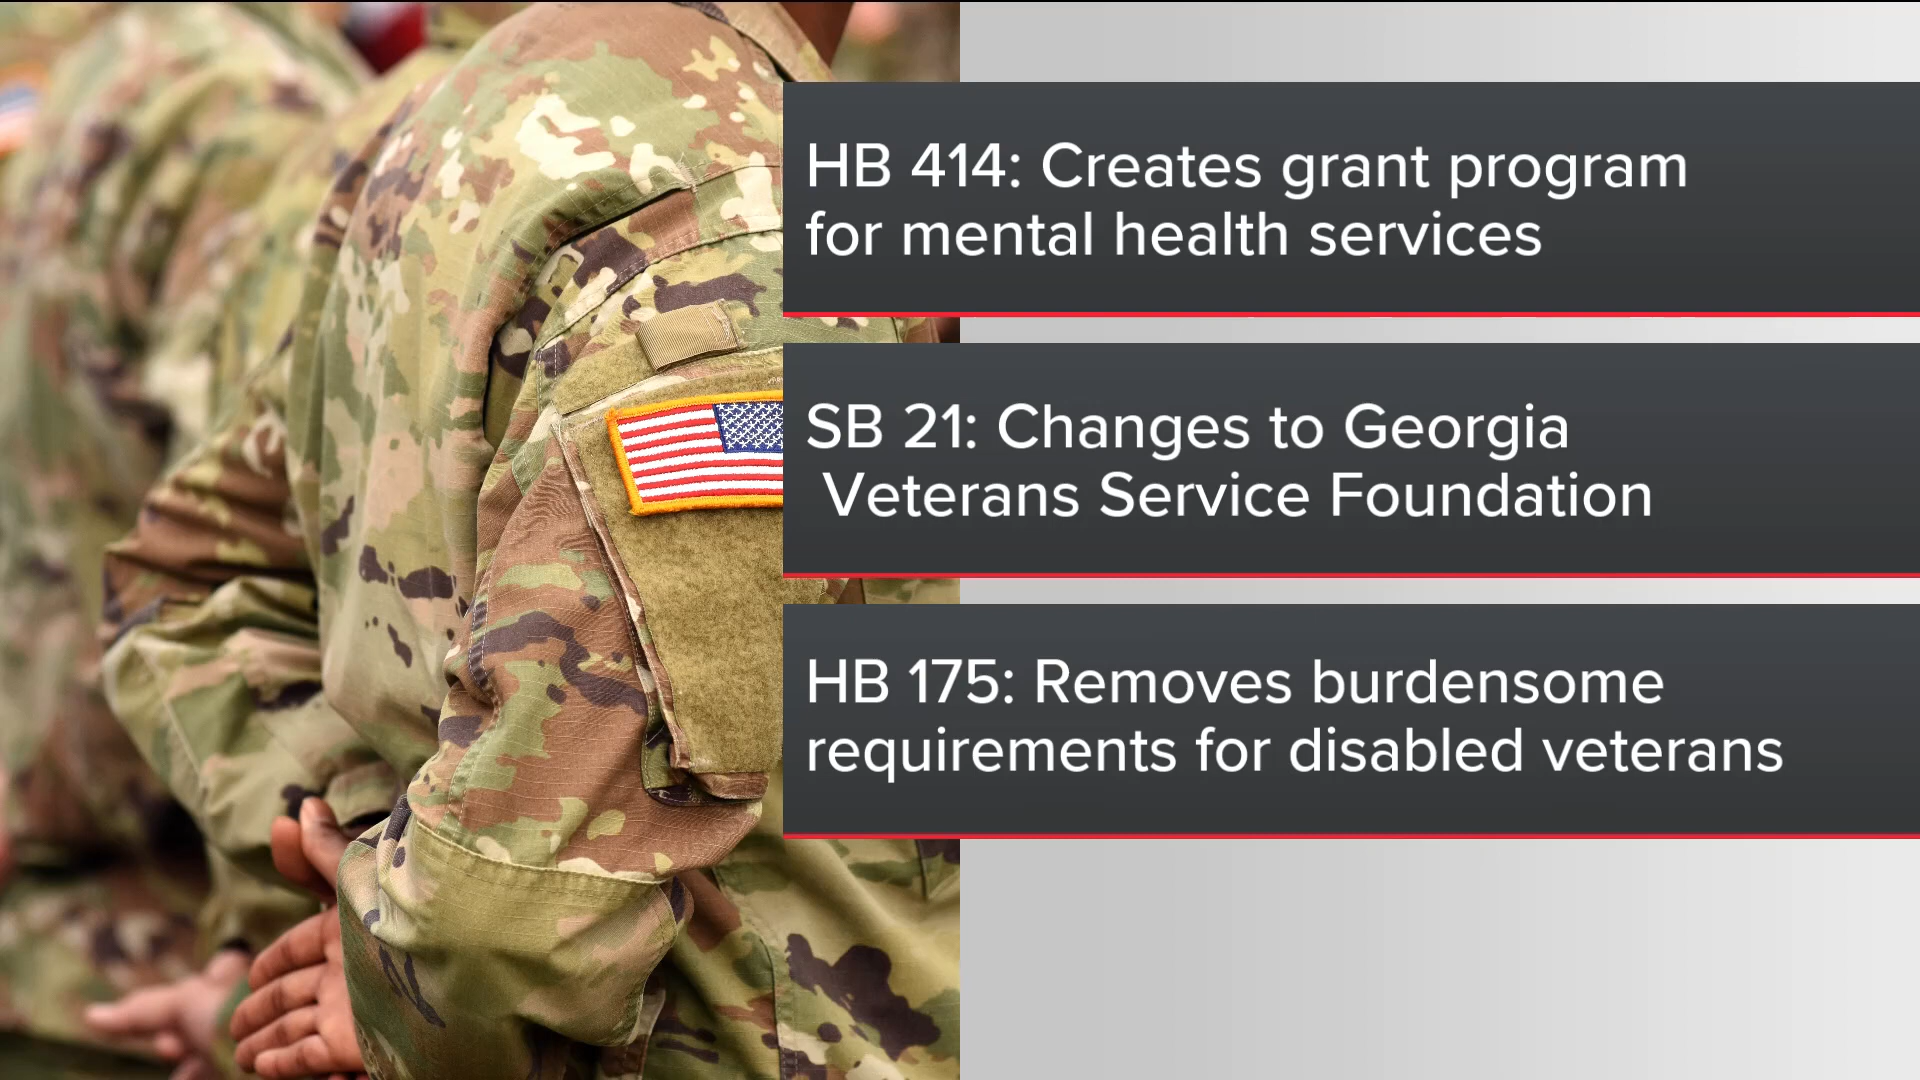 HB 414: Creates grant program
for mental health services
SB 21: Changes to Georgia
Veterans Service Foundation
HB 175: Removes burdensome
requirements for disabled veterans